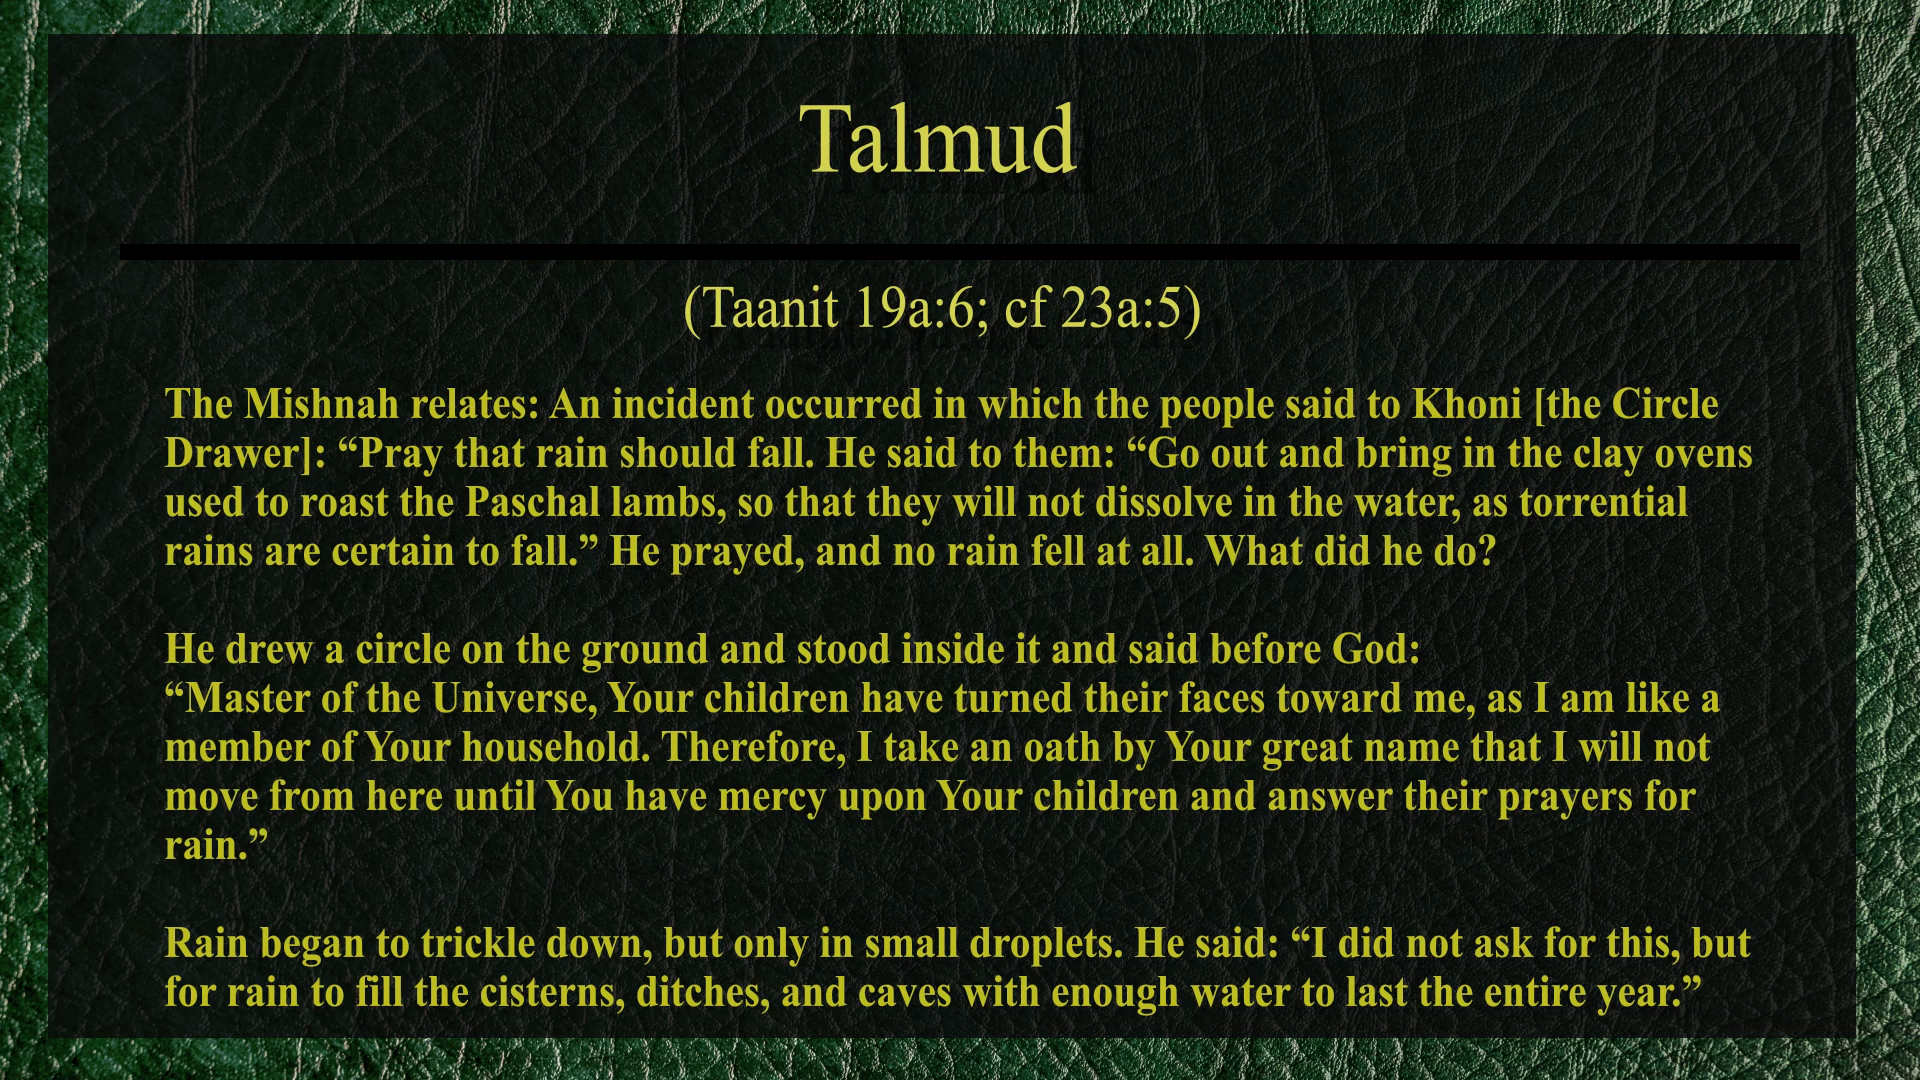 Talmud
(Taanit 19a:6; cf 23a:5)
The Mishnah relates: An incident occurred in which the people said to Khoni [the Circle
Drawer]: “Pray that rain should fall. He said to them: “Go out and bring in the clay ovens
used to roast the Paschal lambs, so that they will not dissolve in the water, as torrential
rains are certain to fall.” He prayed, and no rain fell at all. What did he do?
He drew a circle on the ground and stood inside it and said before God:
“Master of the Universe, Your children have turned their faces toward me, as I am like a
member of Your household. Therefore, I take an oath by Your great name that I will not
move from here until You have mercy upon Your children and answer their prayers for
rain.”
Rain began to trickle down, but only in small droplets. He said: “I did not ask for this, but
for rain to fill the cisterns, ditches, and caves with enough water to last the entire year.”